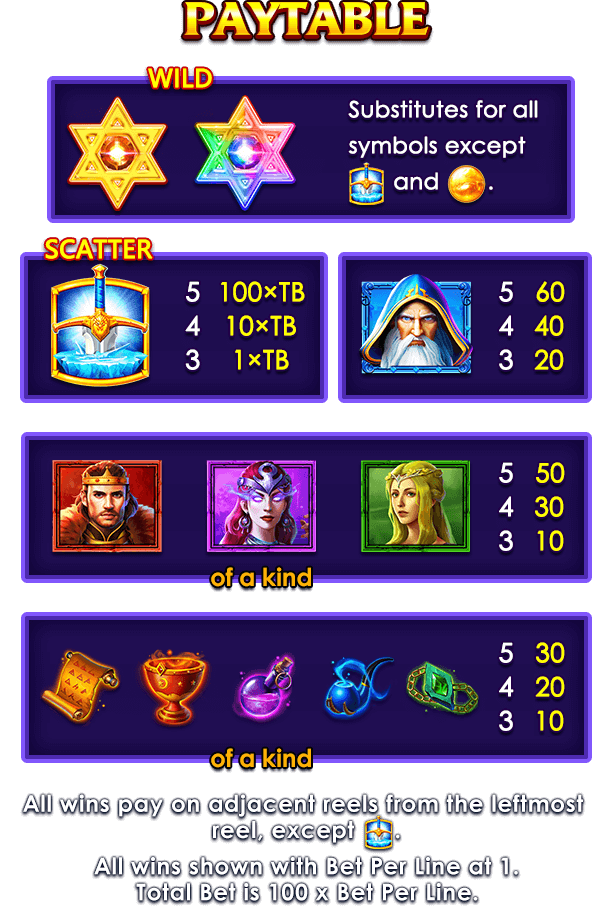 PAYTABLE
WILD
Substitutes for all
symbols except
and .
SCATTER
5 100×TB
4 10×TB
3 1×TB
5 60
4 40
3 20
5 50
4 30
3 10
of a kind
5 30
4 20
3 10
of a kind
All wins pay on adjacent reels from the leftmost
reel, except .
All wins shown with Bet Per Line at 1.
Total Bet is 100 x Bet Per Line.